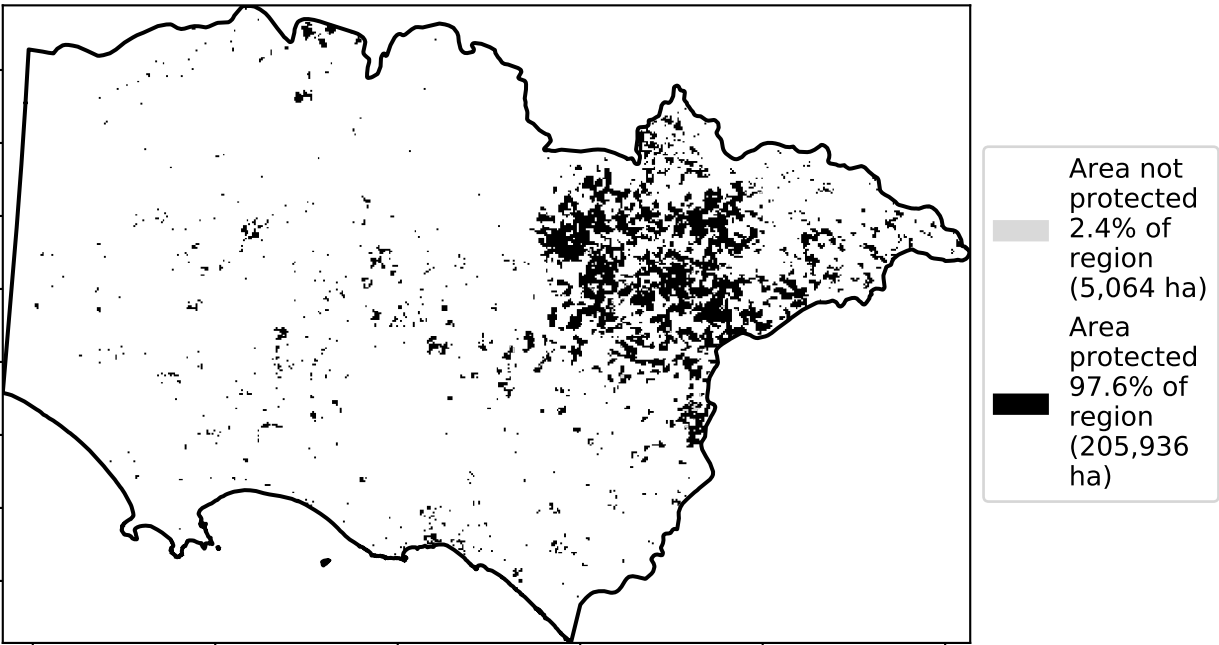 Area not
protected
2.4% of
region
(5,064 ha)
Area
protected
97.6% of
region
(205,936
ha)